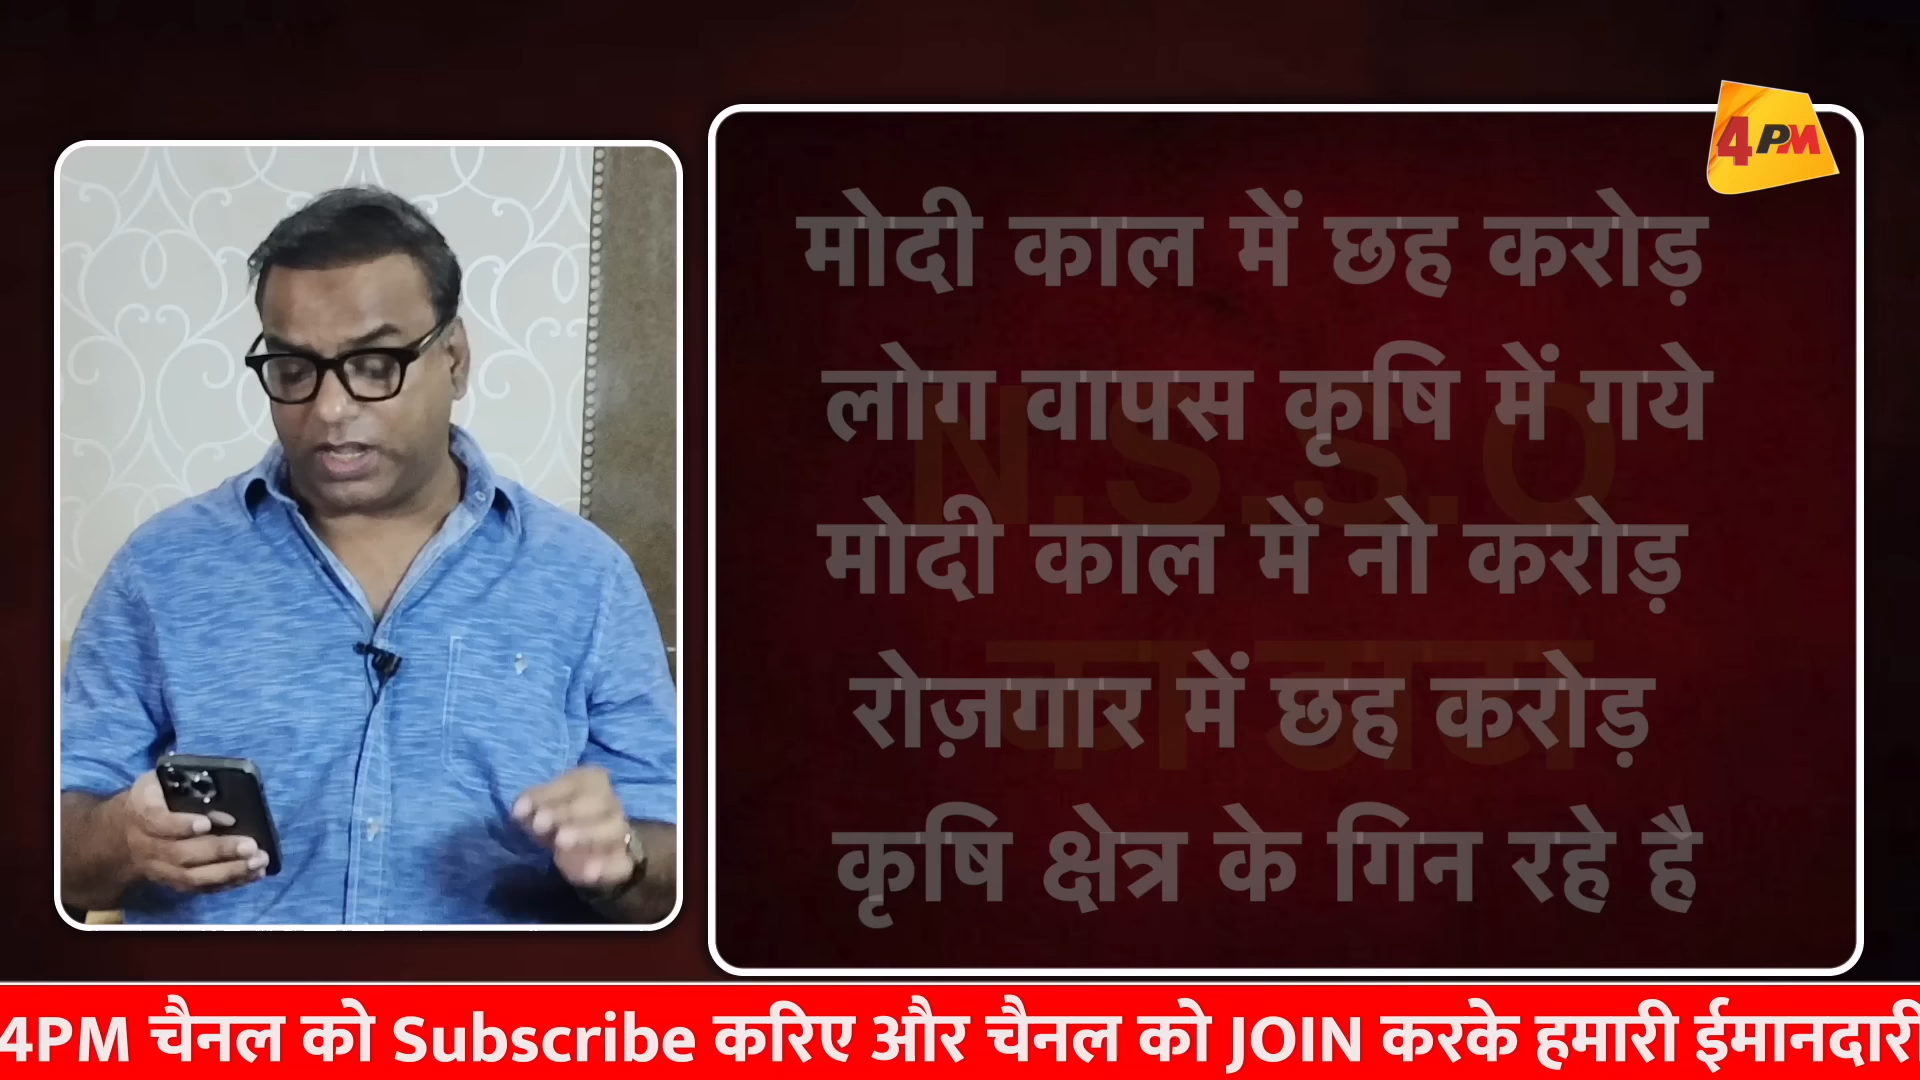 4PM
मोदी काल में छह करोड़
लोग वापस कृषि में गये
मोदी काल में नो करोड़
रोज़गार में छह करोड़
कृषि क्षेत्र के गिन रहे है
N.S.S.O
4PM चैनल को Subscribe करिए और चैनल को JOIN करके हमारी ईमानदारी